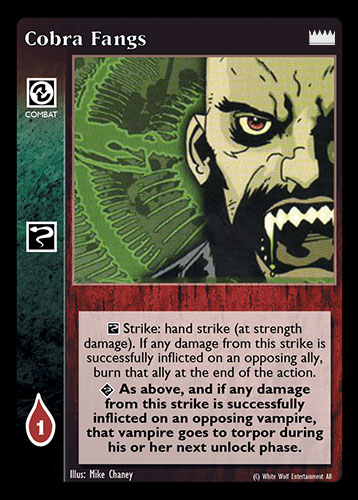 Cobra Fangs
COMBAT
Strike: hand strike (at strength
damage). If any damage from this strike is
successfully inflicted on an opposing ally,
burn that ally at the end of the action.
As above, and if any damage
from this strike is successfully
inflicted on an opposing vampire,
that vampire goes to torpor during
his or her next unlock phase.
1
Illus: Mike Chaney
(C) White Wolf Entertainment AB